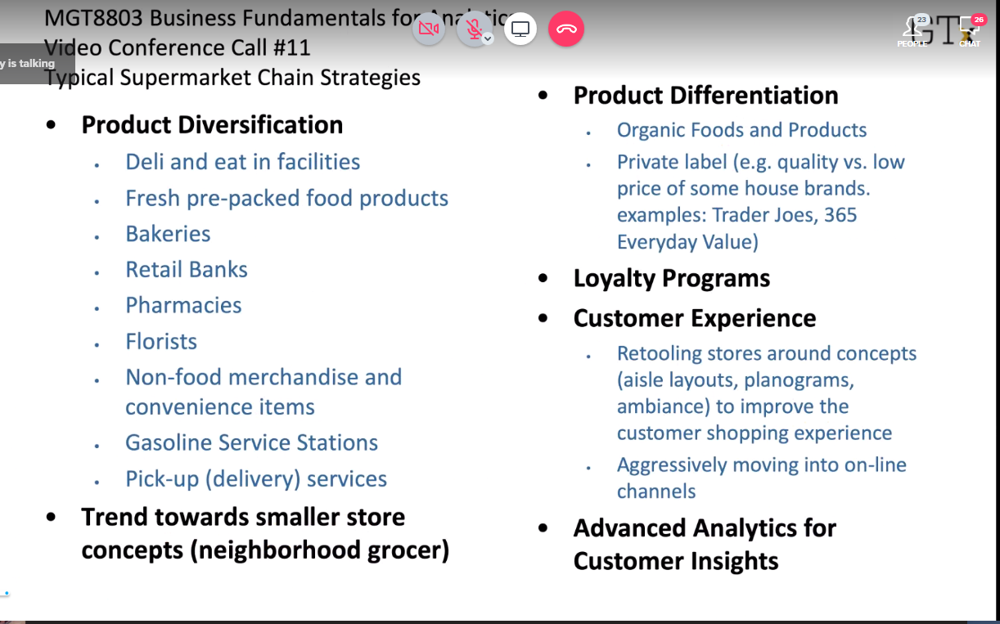 MGT8803 Business Fundamentals for Analytics
Video Conference Call #11
y is talking
Typical Supermarket Chain Strategies
23
PEOPLE
26
CHAT
GT
• Product Diversification
• Deli and eat in facilities
• Fresh pre-packed food products
• Bakeries
• Retail Banks
• Pharmacies
• Florists
• Non-food merchandise and
convenience items
• Gasoline Service Stations
• Pick-up (delivery) services
• Trend towards smaller store
concepts (neighborhood grocer)
• Product Differentiation
• Organic Foods and Products
• Private label (e.g. quality vs. low
price of some house brands.
examples: Trader Joes, 365
Everyday Value)
• Loyalty Programs
• Customer Experience
• Retooling stores around concepts
(aisle layouts, planograms,
ambiance) to improve the
customer shopping experience
• Aggressively moving into on-line
channels
• Advanced Analytics for
Customer Insights